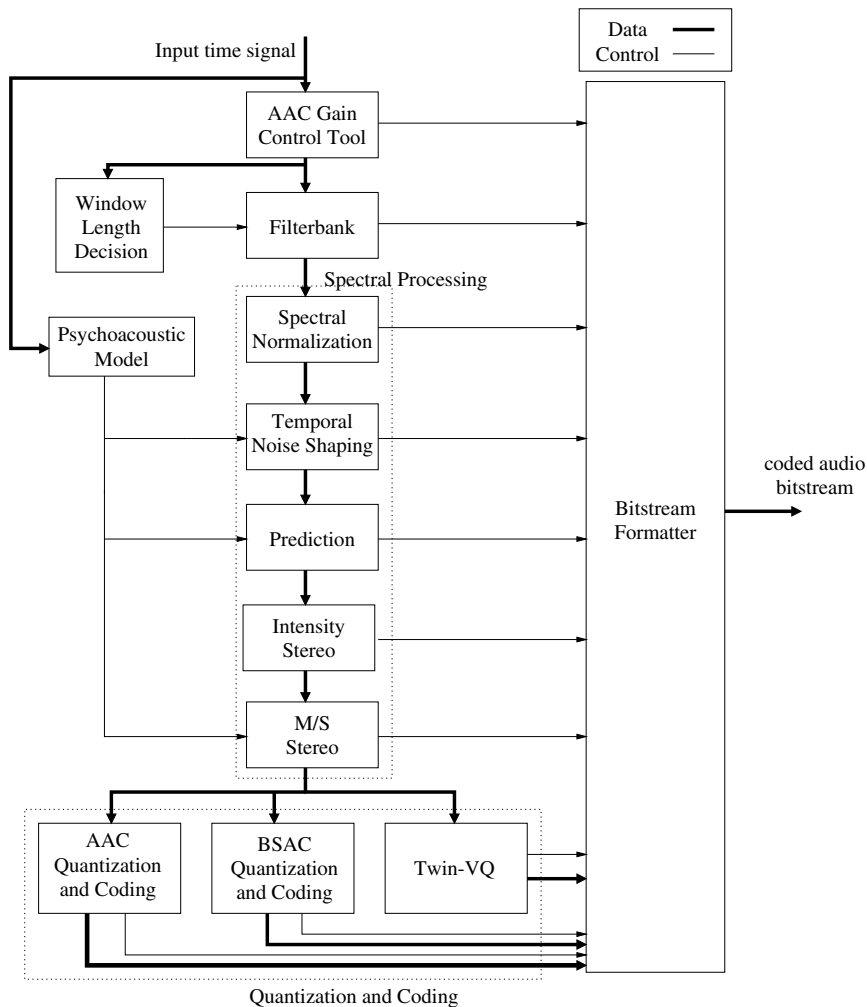 Input time signal
Data
Control
AAC Gain
Control Tool
Window
Length
Decision
Filterbank
Spectral Processing
Spectral
Normalization
Psychoacoustic
Model
Temporal
Noise Shaping
coded audio
bitstream
Bitstream
Formatter
Prediction
Intensity
Stereo
M/S
Stereo
AAC
Quantization
and Coding
BSAC
Quantization
and Coding
Twin-VQ
Quantization and Coding